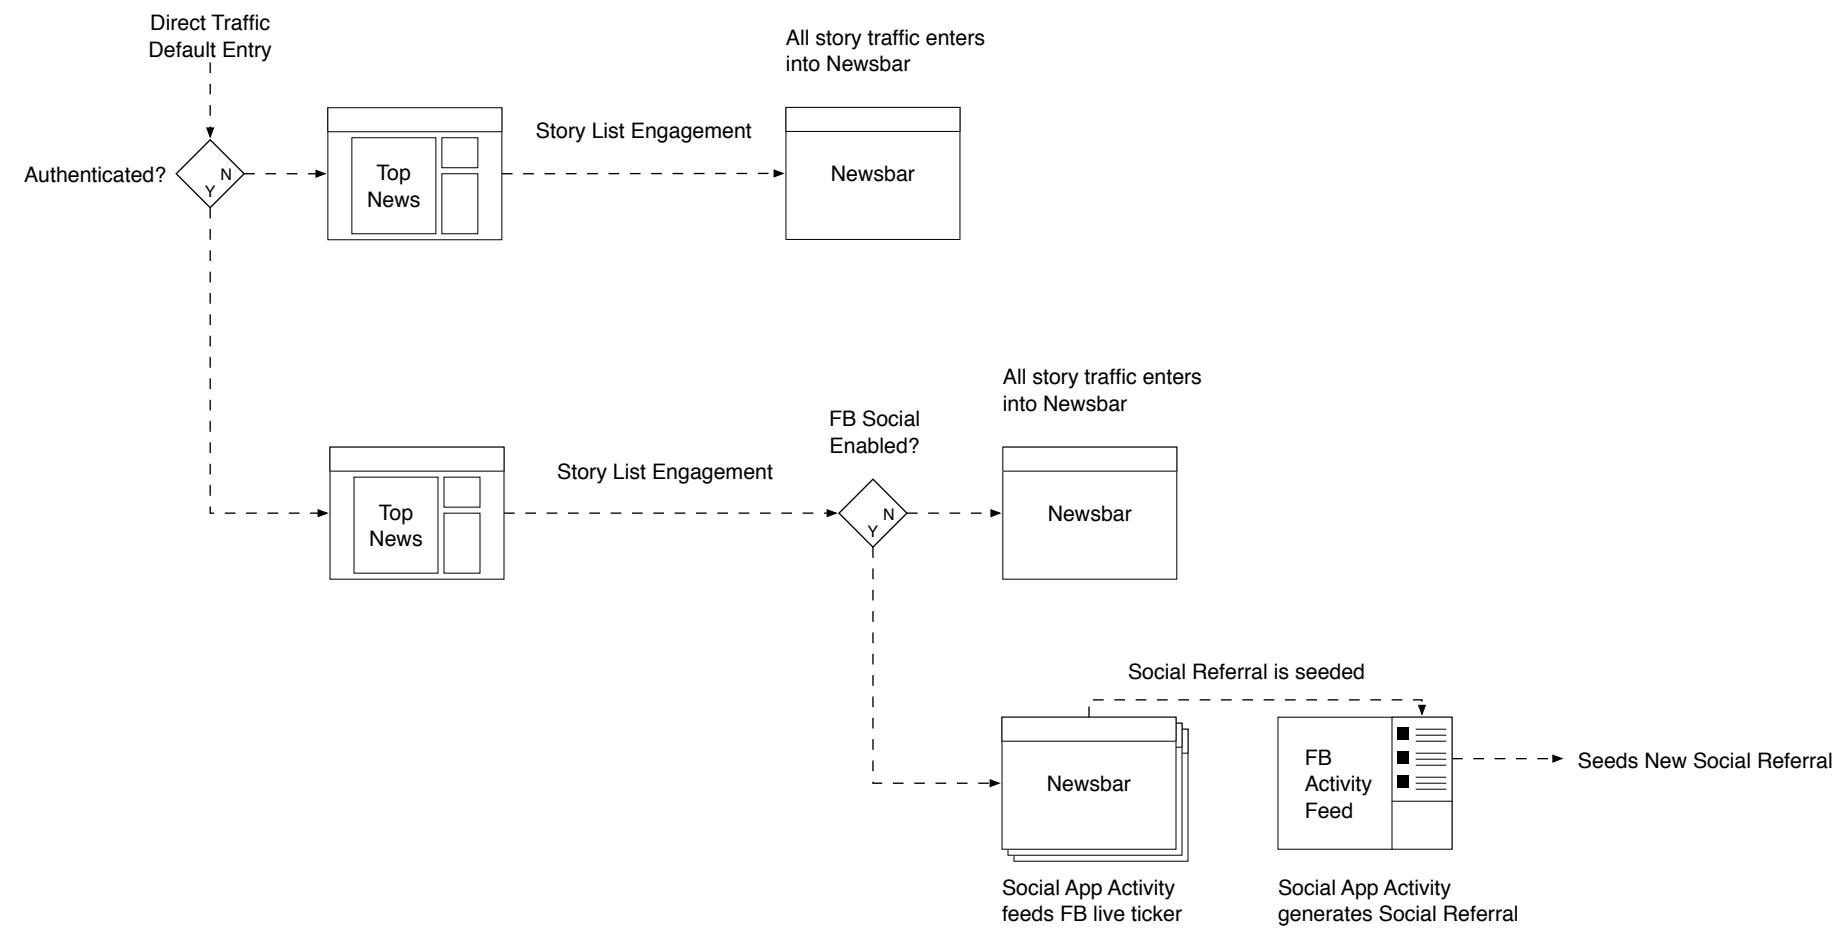 Direct Traffic
Default Entry
All story traffic enters
into Newsbar
Authenticated?
N
Y
Top
News
Story List Engagement
Newsbar
All story traffic enters
into Newsbar
FB Social
Enabled?
Top
News
Story List Engagement
N
Y
Newsbar
Social Referral is seeded
Newsbar
FB
Activity
Feed
Seeds New Social Referral
Social App Activity
feeds FB live ticker
Social App Activity
generates Social Referral